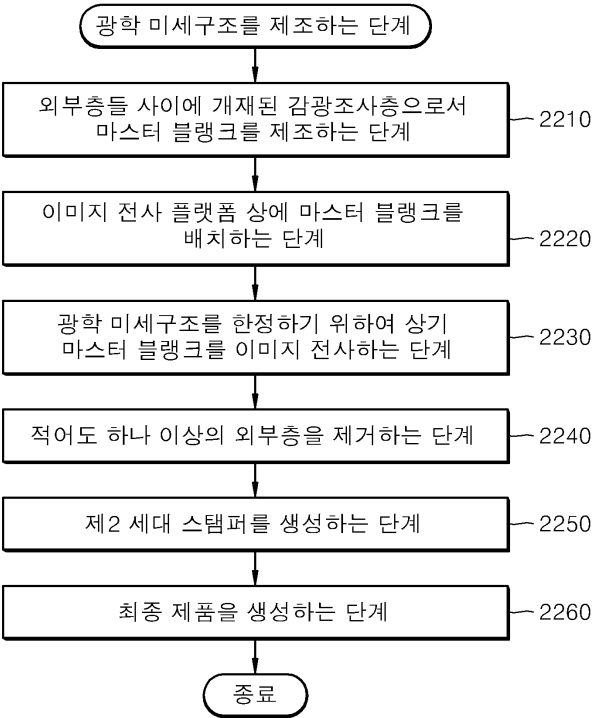 광학 미세구조를 제조하는 단계
외부층들 사이에 개재된 감광조사층으로서
마스터 블랭크를 제조하는 단계
2210
이미지 전사 플랫폼 상에 마스터 블랭크를
배치하는 단계
2220
광학 미세구조를 한정하기 위하여 상기
마스터 블랭크를 이미지 전사하는 단계
2230
적어도 하나 이상의 외부층을 제거하는 단계
2240
제2 세대 스탬퍼를 생성하는 단계
2250
최종 제품을 생성하는 단계
2260
종료